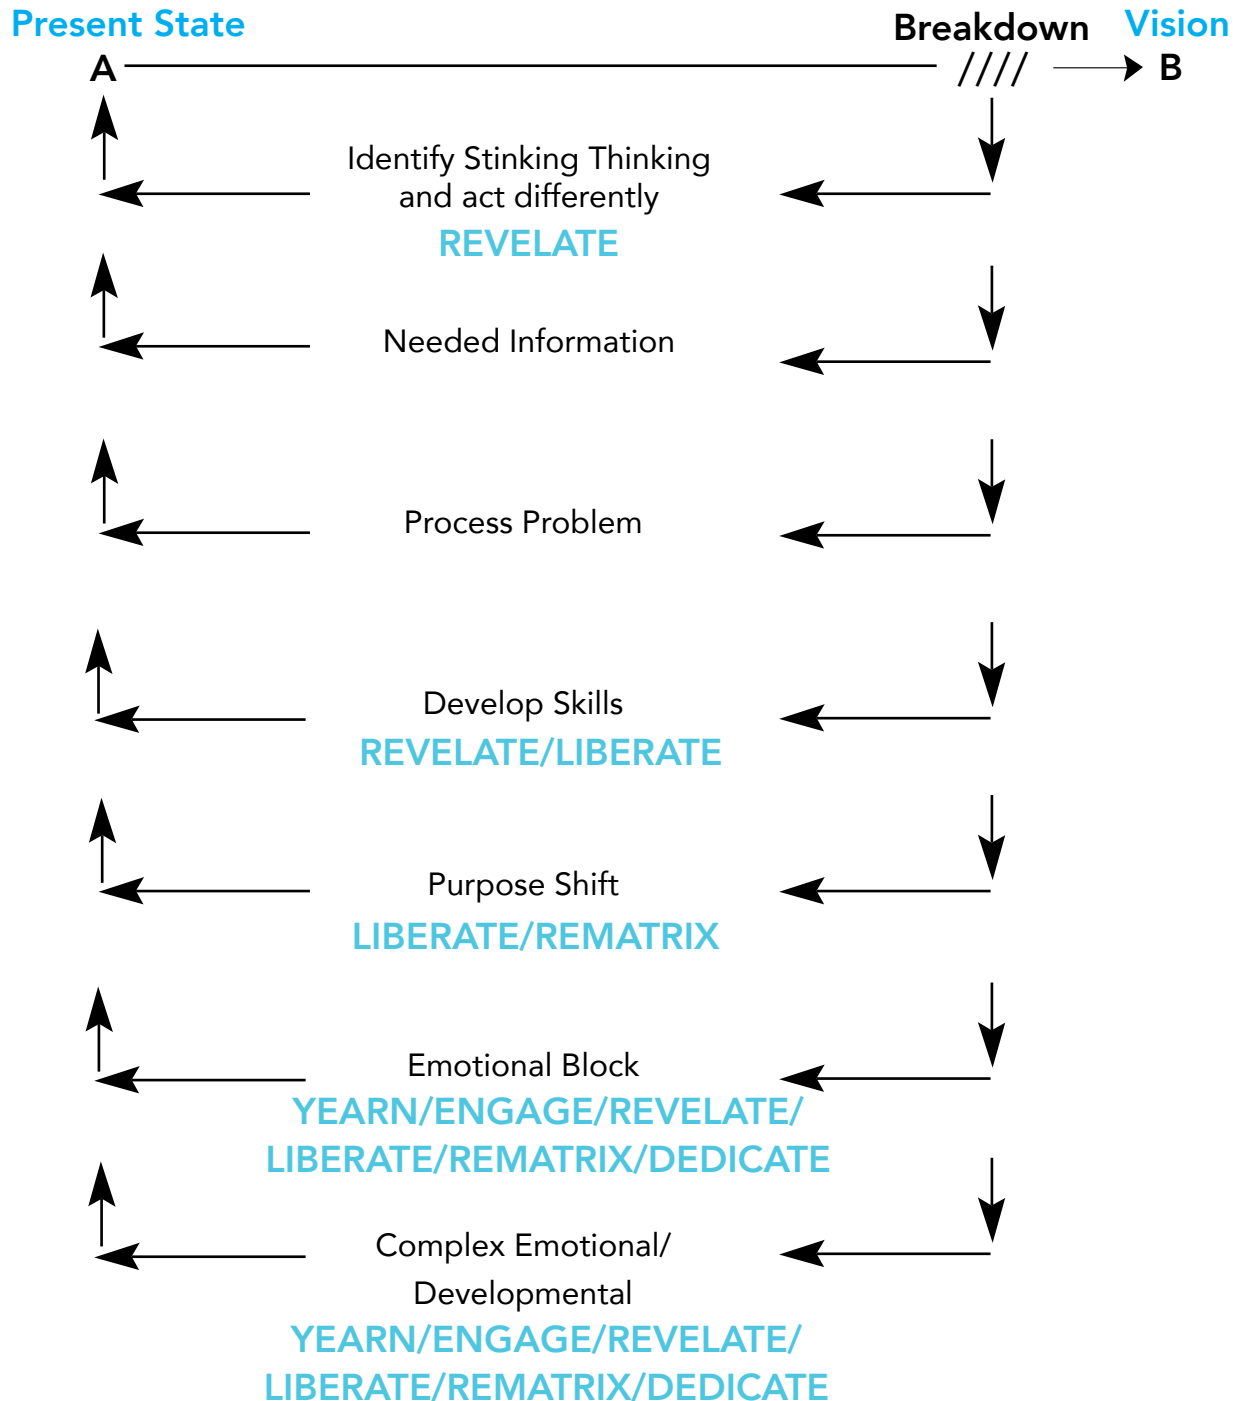 Present State Breakdown Vision
A //// B
Identify Stinking Thinking
and act differently
REVELATE
Needed Information
Process Problem
Develop Skills
REVELATE/LIBERATE
Purpose Shift
LIBERATE/REMATRIX
Emotional Block
YEARN/ENGAGE/REVELATE/
LIBERATE/REMATRIX/DEDICATE
Complex Emotional/
Developmental
YEARN/ENGAGE/REVELATE/
LIBERATE/REMATRIX/DEDICATE